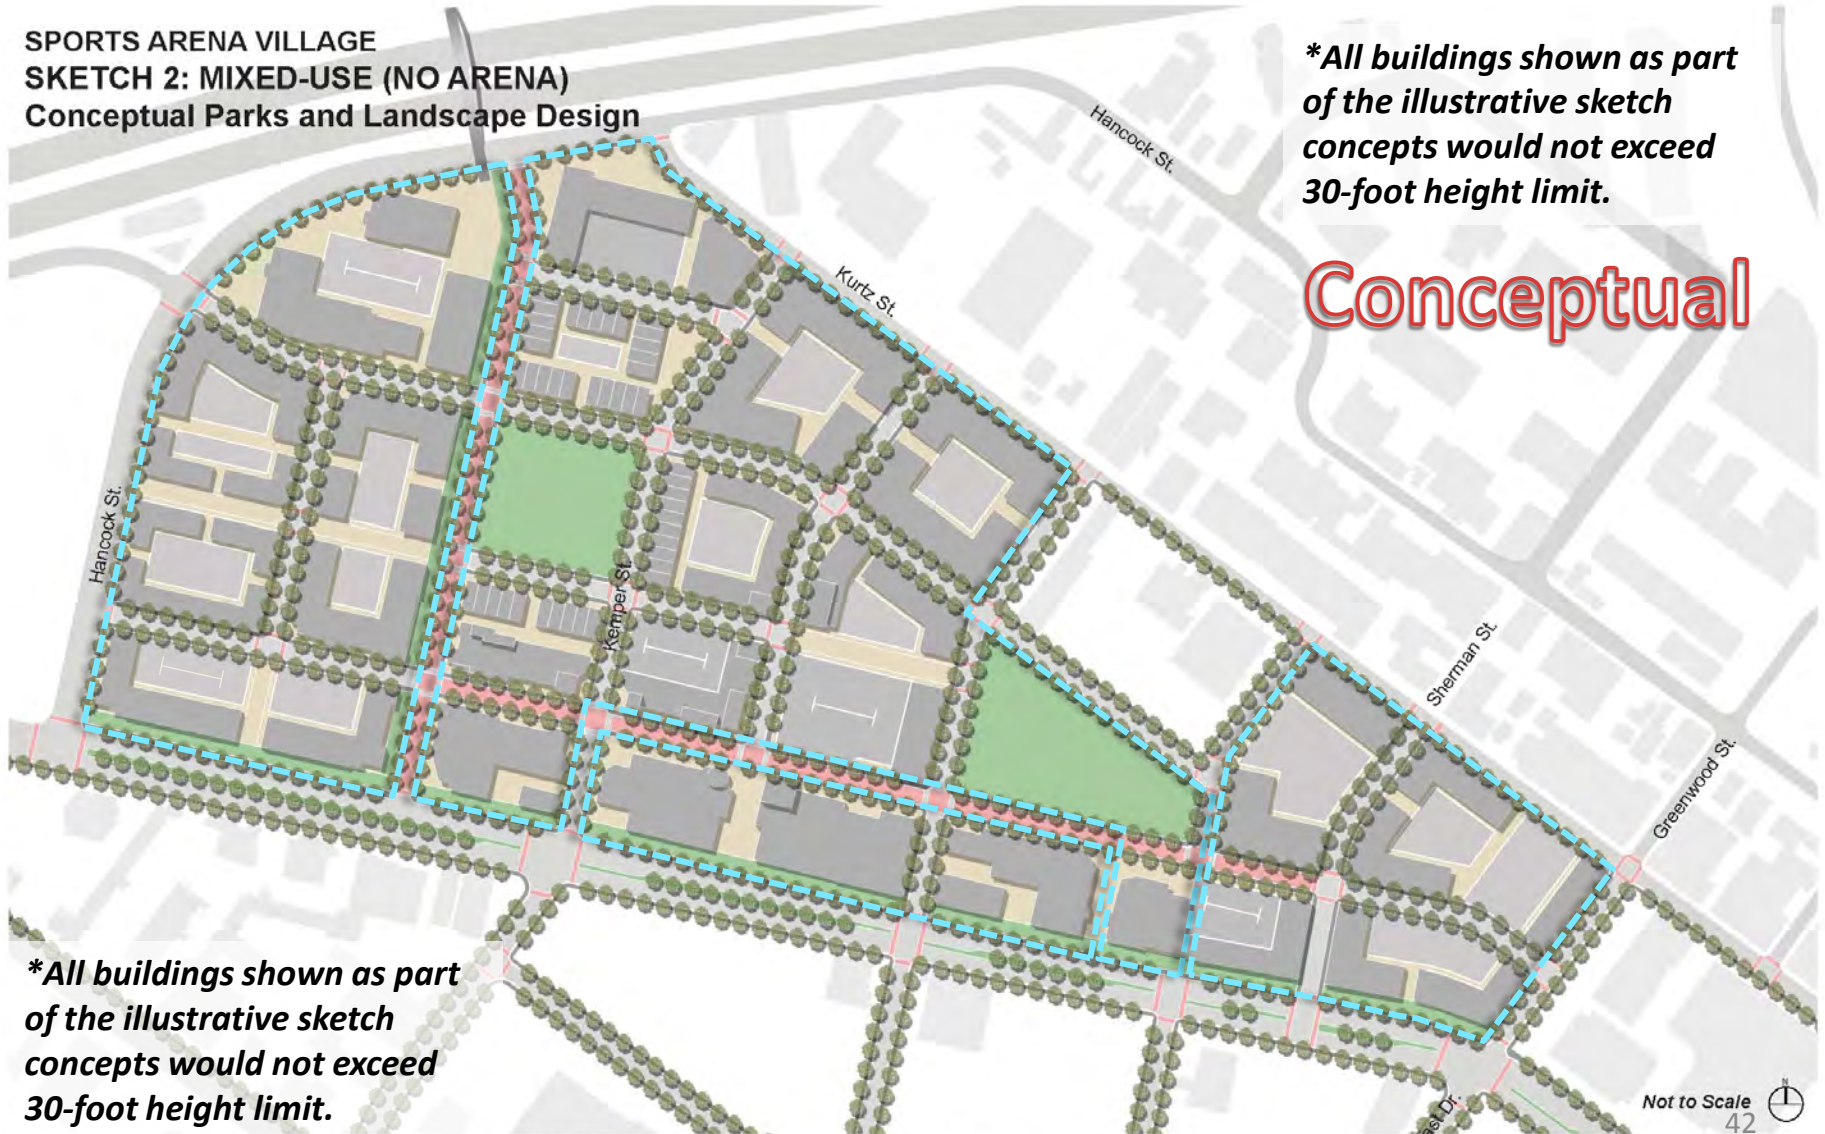 SPORTS ARENA VILLAGE
SKETCH 2: MIXED-USE (NO ARENA)
Conceptual Parks and Landscape Design
*All buildings shown as part
of the illustrative sketch
concepts would not exceed
30-foot height limit.
Conceptual
Hancock St.
Kurtz St.
Hancock St.
Kemper St.
Sherman St.
Greenwood St.
*All buildings shown as part
of the illustrative sketch
concepts would not exceed
30-foot height limit.
Dr.
N
Not to Scale
42